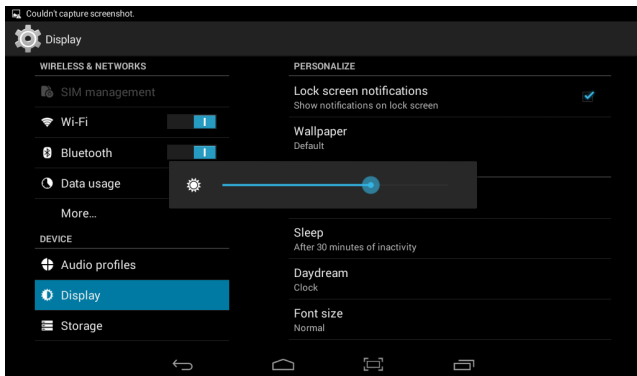 Couldn't capture screenshot.
Display
WIRELESS & NETWORKS
SIM management
Wi-Fi
Bluetooth
Data usage
More...
DEVICE
Audio profiles
Display
Storage
PERSONALIZE
Lock screen notifications
Show notifications on lock screen
Wallpaper
Default
Sleep
After 30 minutes of inactivity
Daydream
Clock
Font size
Normal